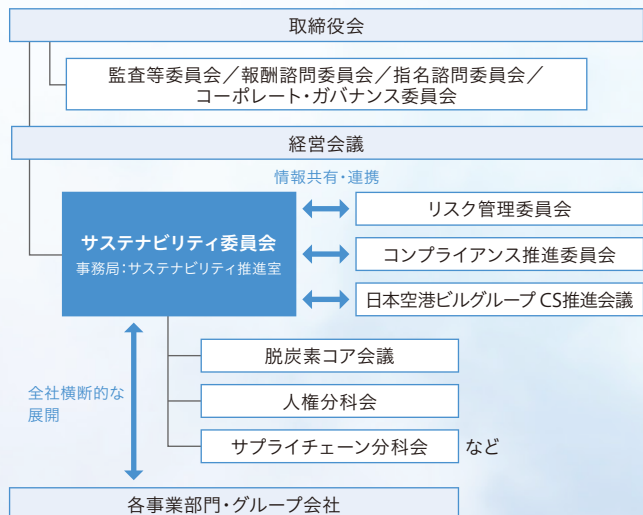 取締役会
監査等委員会／報酬諮問委員会／指名諮問委員会／
コーポレート・ガバナンス委員会
経営会議
情報共有・連携
サステナビリティ委員会
事務局：サステナビリティ推進室
リスク管理委員会
コンプライアンス推進委員会
日本空港ビルグループCS推進会議
脱炭素コア会議
人権分科会
サプライチェーン分科会 など
全社横断的な
展開
各事業部門・グループ会社